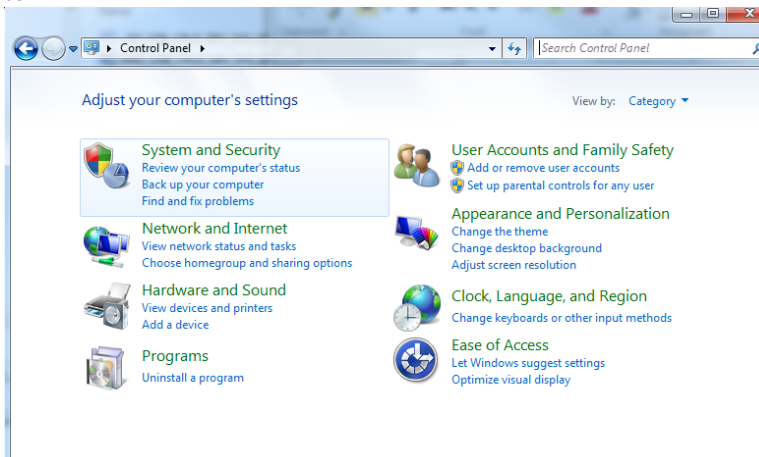 Control Panel
Search Control Panel
Adjust your computer's settings
View by: Category
System and Security
Review your computer's status
Back up your computer
Find and fix problems
Network and Internet
View network status and tasks
Choose homegroup and sharing options
Hardware and Sound
View devices and printers
Add a device
Programs
Uninstall a program
User Accounts and Family Safety
Add or remove user accounts
Set up parental controls for any user
Appearance and Personalization
Change the theme
Change desktop background
Adjust screen resolution
Clock, Language, and Region
Change keyboards or other input methods
Ease of Access
Let Windows suggest settings
Optimize visual display